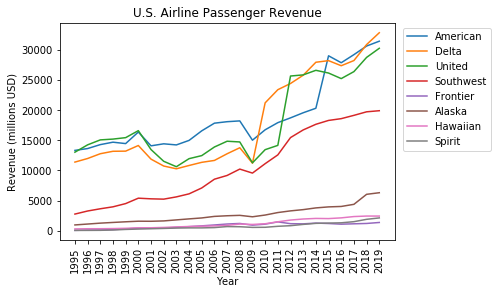 U.S. Airline Passenger Revenue
Revenue (millions USD)
30000
25000
20000
15000
10000
5000
0
1995
1996
1997
1998
1999
2000
2001
2002
2003
2004
2005
2006
2007
2008
2009
2010
2011
2012
2013
2014
2015
2016
2017
2018
2019
Year
American
Delta
United
Southwest
Frontier
Alaska
Hawaiian
Spirit